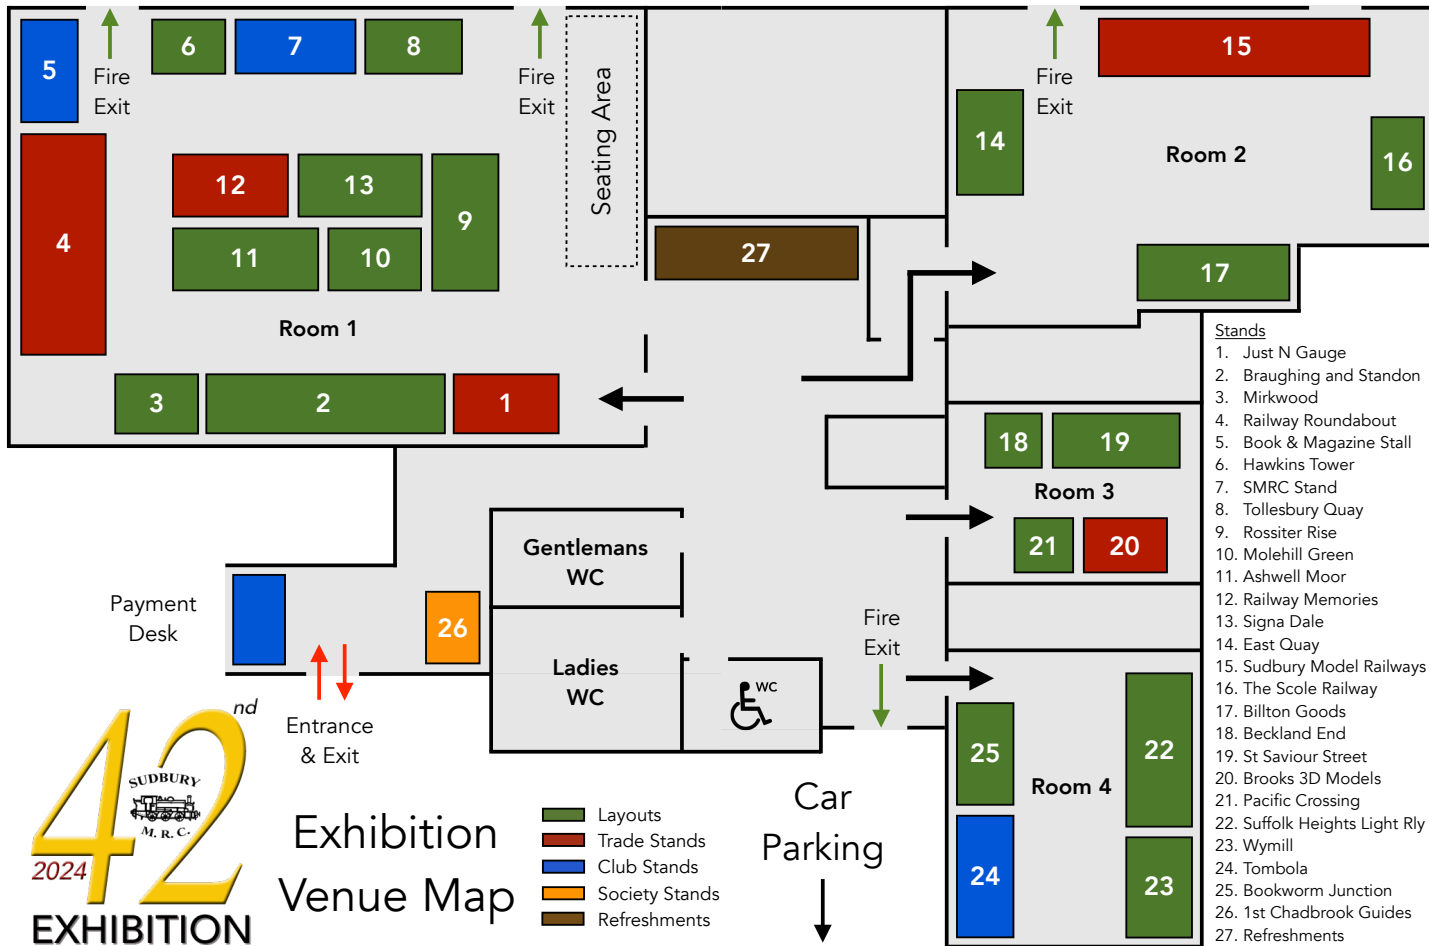 5
Fire
Exit
6
7
8
Fire
Exit
Seating Area
4
12
13
9
11
10
Room 1
3
2
1
27
14
Fire
Exit
15
Room 2
16
17
18
19
Room 3
21
20
Gentlemans
WC
Ladies
WC
WC
Payment
Desk
26
Entrance
& Exit
Fire
Exit
25
22
Room 4
24
23
Car
Parking
42
nd
SUDBURY
M. R. C.
2024
EXHIBITION
Exhibition
Venue Map
Layouts
Trade Stands
Club Stands
Society Stands
Refreshments
Stands
1. Just N Gauge
2. Braughing and Standon
3. Mirkwood
4. Railway Roundabout
5. Book & Magazine Stall
6. Hawkins Tower
7. SMRC Stand
8. Tollesbury Quay
9. Rossiter Rise
10. Molehill Green
11. Ashwell Moor
12. Railway Memories
13. Signa Dale
14. East Quay
15. Sudbury Model Railways
16. The Scole Railway
17. Billton Goods
18. Beckland End
19. St Saviour Street
20. Brooks 3D Models
21. Pacific Crossing
22. Suffolk Heights Light Rly
23. Wymill
24. Tombola
25. Bookworm Junction
26. 1st Chadbrook Guides
27. Refreshments